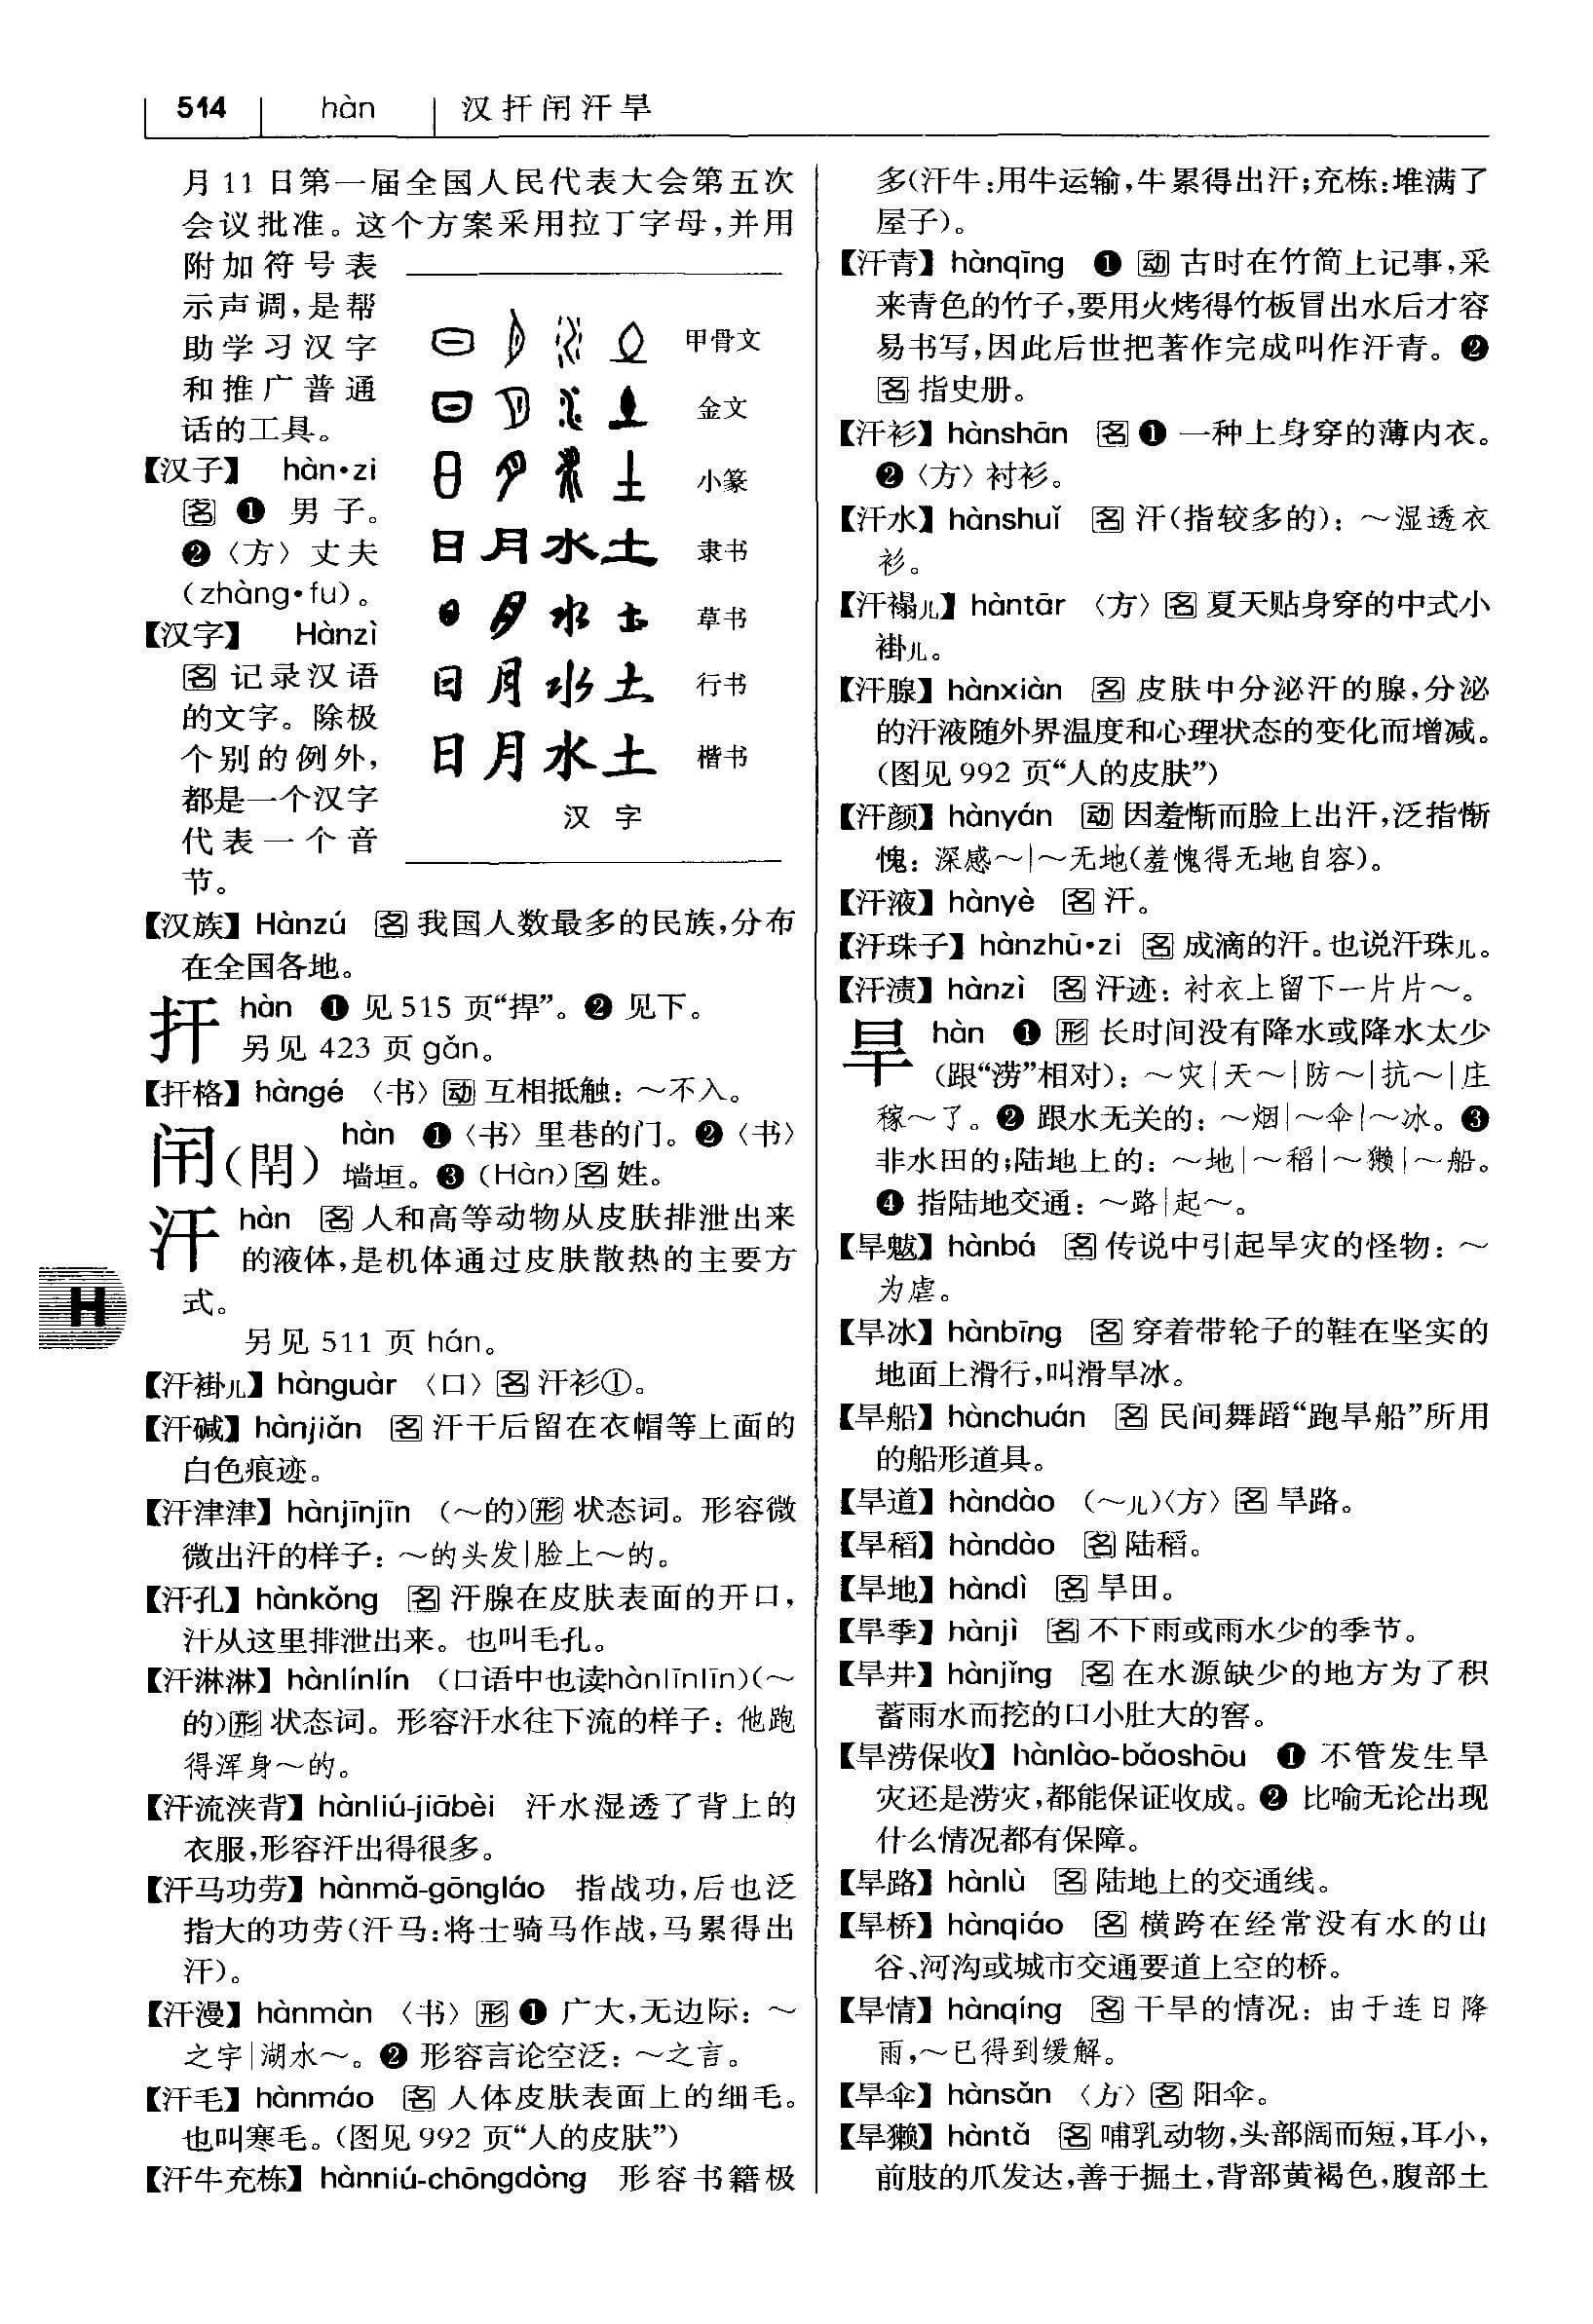 514 hàn 汉扞闬汗旱
月 11 日第一届全国人民代表大会第五次
会议批准。这个方案采用拉丁字母,并用
附加符号表
示声调,是帮
助学习汉字
和推广普通
话的工具。
【汉子】 hàn•zi
名 ❶ 男子。
❷〈方〉丈夫
(zhàng•fu)。
【汉字】 Hànzì
名 记录汉语
的文字。除极
个别的例外,
都是一个汉字
代表一个音
节。
甲骨文
金文
小篆
日月水土 隶书
草书
日月水土 行书
日月水土 楷书
汉 字
【汉族】 Hànzú 名 我国人数最多的民族,分布
在全国各地。
扞 hàn ❶ 见 515 页“捍”。❷ 见下。
另见 423 页 gǎn。
【扞格】 hàngé 〈书〉动 互相抵触: ～不入。
闬(閈) hàn ❶〈书〉里巷的门。❷〈书〉
墙垣。❸ (Hàn) 名 姓。
汗 hàn 名 人和高等动物从皮肤排泄出来
的液体,是机体通过皮肤散热的主要方
式。
另见 511 页 hán。
【汗褂儿】 hànguàr 〈口〉名 汗衫①。
【汗碱】 hànjiǎn 名 汗干后留在衣帽等上面的
白色痕迹。
【汗津津】 hànjīnjīn (～的)形 状态词。形容微
微出汗的样子: ～的头发|脸上～的。
【汗孔】 hànkǒng 名 汗腺在皮肤表面的开口,
汗从这里排泄出来。也叫毛孔。
【汗淋淋】 hànlínlín (口语中也读hànlīnlīn)(～
的)形 状态词。形容汗水往下流的样子: 他跑
得浑身～的。
【汗流浃背】 hànliú-jiābèi 汗水湿透了背上的
衣服,形容汗出得很多。
【汗马功劳】 hànmǎ-gōngláo 指战功,后也泛
指大的功劳(汗马:将士骑马作战,马累得出
汗)。
【汗漫】 hànmàn 〈书〉形 ❶ 广大,无边际: ～
之宇|湖水～。❷ 形容言论空泛: ～之言。
【汗毛】 hànmáo 名 人体皮肤表面上的细毛。
也叫寒毛。(图见 992 页“人的皮肤”)
【汗牛充栋】 hànniú-chōngdòng 形容书籍极
多(汗牛:用牛运输,牛累得出汗;充栋:堆满了
屋子)。
【汗青】 hànqīng ❶ 动 古时在竹简上记事,采
来青色的竹子,要用火烤得竹板冒出水后才容
易书写,因此后世把著作完成叫作汗青。❷
名 指史册。
【汗衫】 hànshān 名 ❶ 一种上身穿的薄内衣。
❷〈方〉衬衫。
【汗水】 hànshuǐ 名 汗(指较多的): ～湿透衣
衫。
【汗褟儿】 hàntār 〈方〉名 夏天贴身穿的中式小
褂儿。
【汗腺】 hànxiàn 名 皮肤中分泌汗的腺,分泌
的汗液随外界温度和心理状态的变化而增减。
(图见 992 页“人的皮肤”)
【汗颜】 hànyán 动 因羞惭而脸上出汗,泛指惭
愧: 深感～|～无地(羞愧得无地自容)。
【汗液】 hànyè 名 汗。
【汗珠子】 hànzhū•zi 名 成滴的汗。也说汗珠儿。
【汗渍】 hànzì 名 汗迹: 衬衣上留下一片片～。
旱 hàn ❶ 形 长时间没有降水或降水太少
(跟“涝”相对): ～灾|天～|防～|抗～|庄
稼～了。❷ 跟水无关的: ～烟|～伞|～冰。❸
非水田的;陆地上的: ～地|～稻|～獭|～船。
❹ 指陆地交通: ～路|起～。
【旱魃】 hànbá 名 传说中引起旱灾的怪物: ～
为虐。
【旱冰】 hànbīng 名 穿着带轮子的鞋在坚实的
地面上滑行,叫滑旱冰。
【旱船】 hànchuán 名 民间舞蹈“跑旱船”所用
的船形道具。
【旱道】 hàndào (～儿)〈方〉名 旱路。
【旱稻】 hàndào 名 陆稻。
【旱地】 hàndì 名 旱田。
【旱季】 hànjì 名 不下雨或雨水少的季节。
【旱井】 hànjǐng 名 在水源缺少的地方为了积
蓄雨水而挖的口小肚大的窖。
【旱涝保收】 hànlào-bǎoshōu ❶ 不管发生旱
灾还是涝灾,都能保证收成。❷ 比喻无论出现
什么情况都有保障。
【旱路】 hànlù 名 陆地上的交通线。
【旱桥】 hànqiáo 名 横跨在经常没有水的山
谷、河沟或城市交通要道上空的桥。
【旱情】 hànqíng 名 干旱的情况: 由于连日降
雨,～已得到缓解。
【旱伞】 hànsǎn 〈方〉名 阳伞。
【旱獭】 hàntǎ 名 哺乳动物,头部阔而短,耳小,
前肢的爪发达,善于掘土,背部黄褐色,腹部土
H